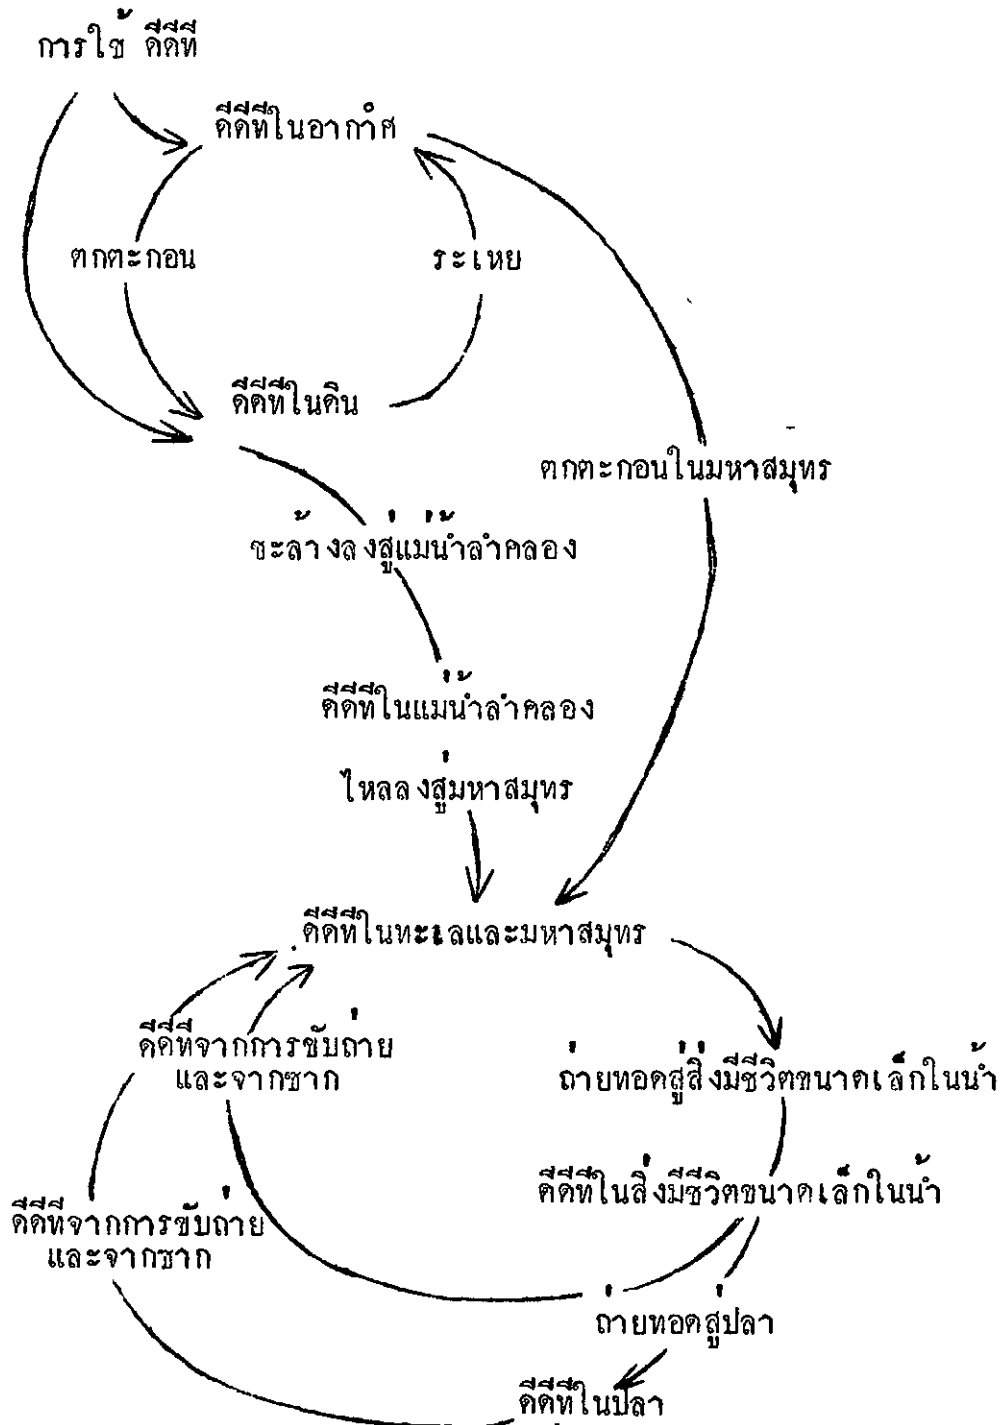 การใช้ ดีดีที
ดีดีทีในอากาศ
ตกตะกอน
ระเหย
ดีดีทีในดิน
ตกตะกอนในมหาสมุทร
ชะล้างลงสู่แม่น้ำลำคลอง
ดีดีทีในแม่น้ำลำคลอง
ไหลลงสู่มหาสมุทร
ดีดีทีในทะเลและมหาสมุทร
ดีดีทีจากการขับถ่าย
และจากซาก
ถ่ายทอดสู่สิ่งมีชีวิตขนาดเล็กในน้ำ
ดีดีทีในสิ่งมีชีวิตขนาดเล็กในน้ำ
ดีดีทีจากการขับถ่าย
และจากซาก
ถ่ายทอดสู่ปลา
ดีดีทีในปลา